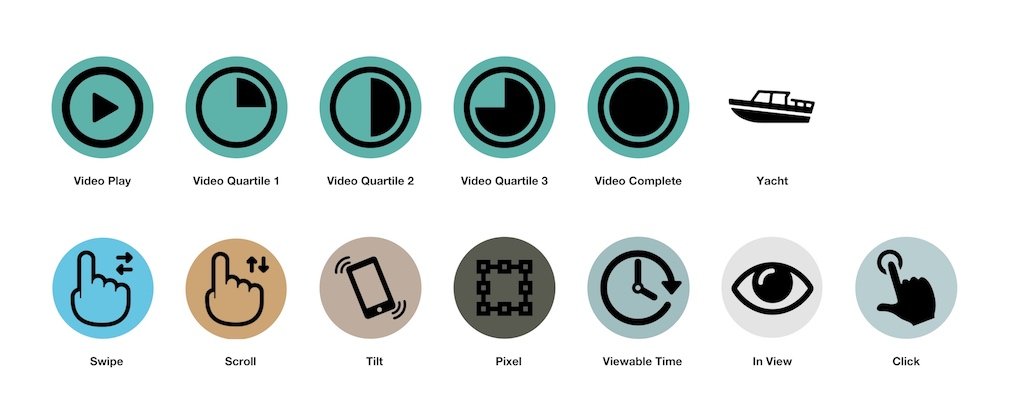 Video Play
Video Quartile 1
Video Quartile 2
Video Quartile 3
Video Complete
Yacht
Swipe
Scroll
Tilt
Pixel
Viewable Time
In View
Click